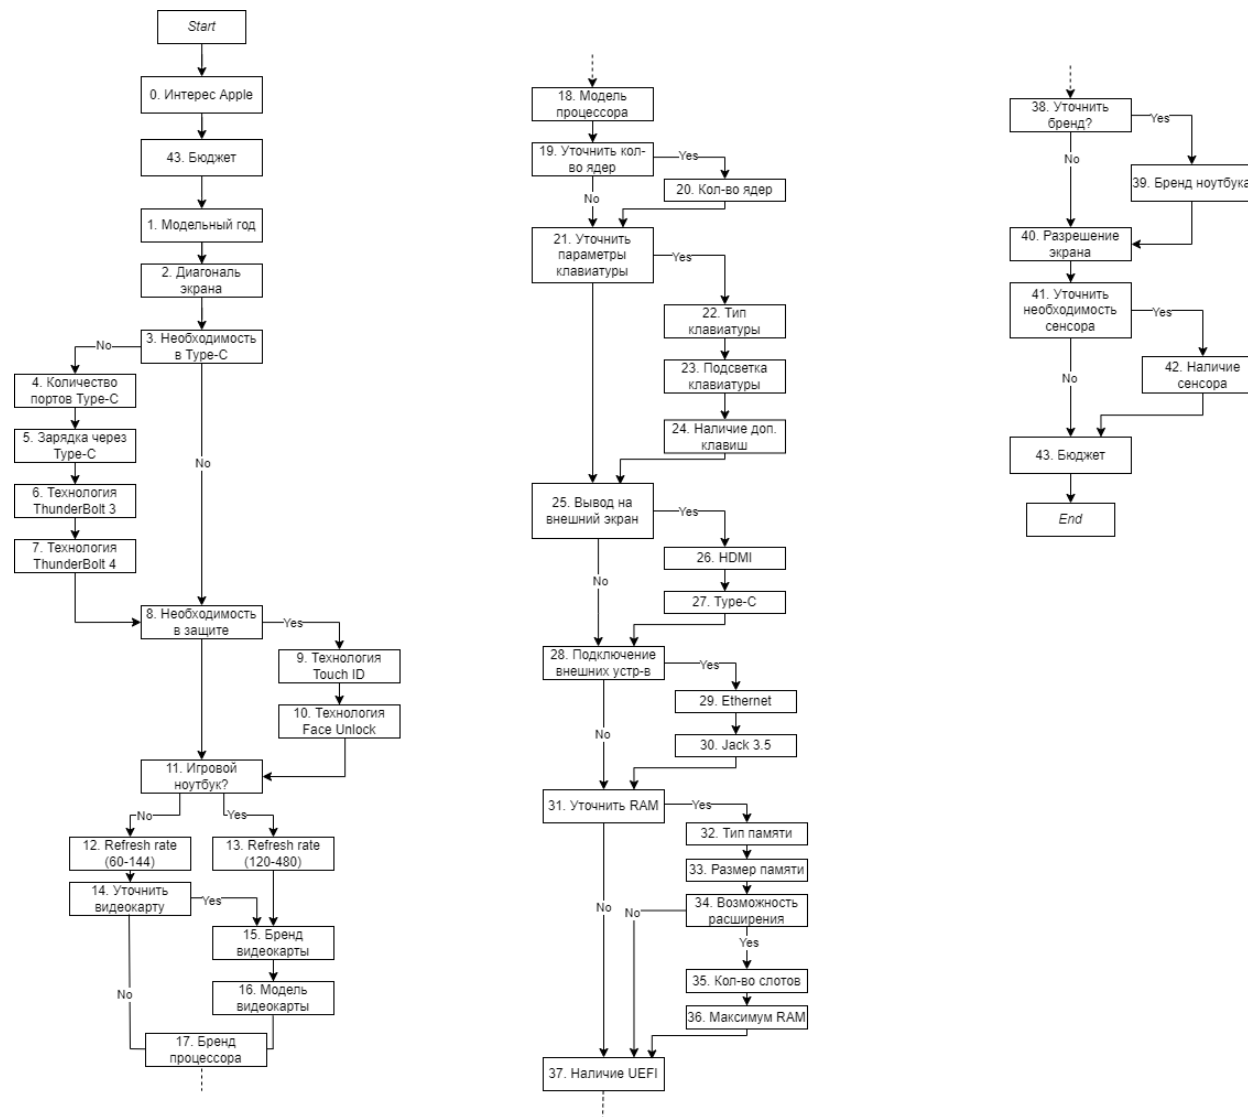 Start
0. Интерес Apple
43. Бюджет
1. Модельный год
2. Диагональ
экрана
3. Необходимость
в Type-C
No
4. Количество
портов Type-C
5. Зарядка через
Type-C
No
6. Технология
ThunderBolt 3
7. Технология
ThunderBolt 4
8. Необходимость
в защите
Yes
9. Технология
Touch ID
10. Технология
Face Unlock
11. Игровой
ноутбук?
No
Yes
12. Refresh rate
(60-144)
13. Refresh rate
(120-480)
14. Уточнить
видеокарту
Yes
15. Бренд
видеокарты
No
16. Модель
видеокарты
17. Бренд
процессора
18. Модель
процессора
19. Уточнить кол-
во ядер
Yes
20. Кол-во ядер
No
21. Уточнить
параметры
клавиатуры
Yes
22. Тип
клавиатуры
23. Подсветка
клавиатуры
24. Наличие доп.
клавиш
25. Вывод на
внешний экран
Yes
26. HDMI
No
27. Type-C
28. Подключение
внешних устр-в
Yes
29. Ethernet
No
30. Jack 3.5
31. Уточнить RAM
Yes
32. Тип памяти
33. Размер памяти
34. Возможность
расширения
No
No
Yes
35. Кол-во слотов
36. Максимум RAM
37. Наличие UEFI
38. Уточнить
бренд?
Yes
No
39. Бренд ноутбука
40. Разрешение
экрана
41. Уточнить
необходимость
сенсора
Yes
No
42. Наличие
сенсора
43. Бюджет
End